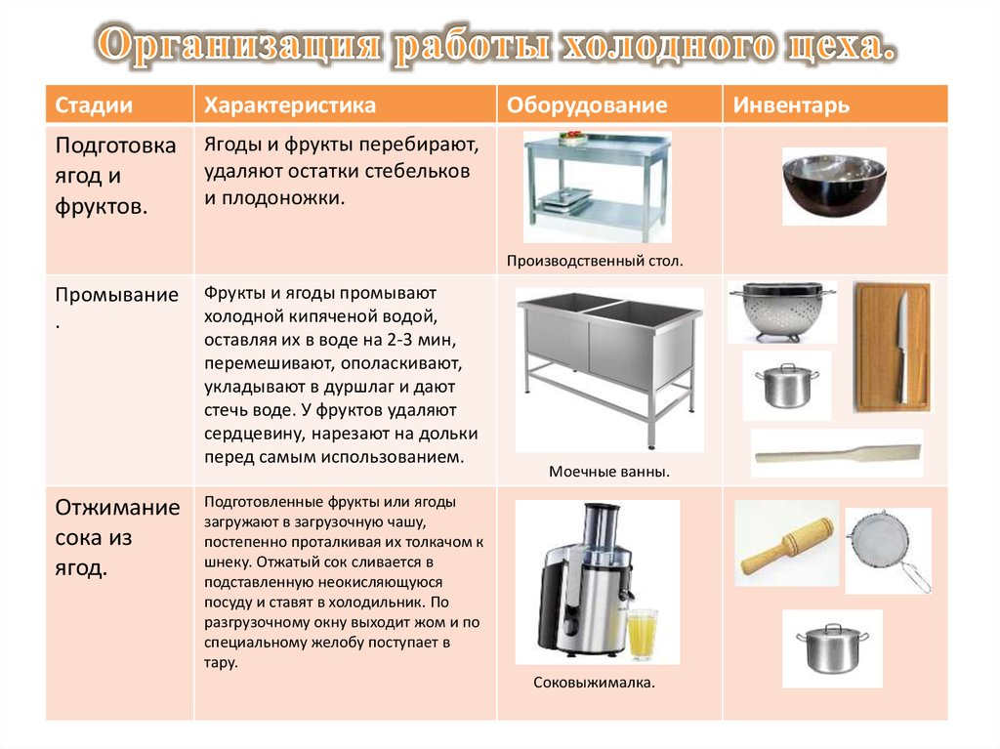 Организация работы холодного цеха.
Стадии
Характеристика
Оборудование
Инвентарь
Подготовка
ягод и
фруктов.
Ягоды и фрукты перебирают,
удаляют остатки стебельков
и плодоножки.
Производственный стол.
Промывание
.
Фрукты и ягоды промывают
холодной кипяченой водой,
оставляя их в воде на 2-3 мин,
перемешивают, ополаскивают,
укладывают в дуршлаг и дают
стечь воде. У фруктов удаляют
сердцевину, нарезают на дольки
перед самым использованием.
Моечные ванны.
Отжимание
сока из
ягод.
Подготовленные фрукты или ягоды
загружают в загрузочную чашу,
постепенно проталкивая их толкачом к
шнеку. Отжатый сок сливается в
подставленную неокисляющуюся
посуду и ставят в холодильник. По
разгрузочному окну выходит жом и по
специальному желобу поступает в
тару.
Соковыжималка.